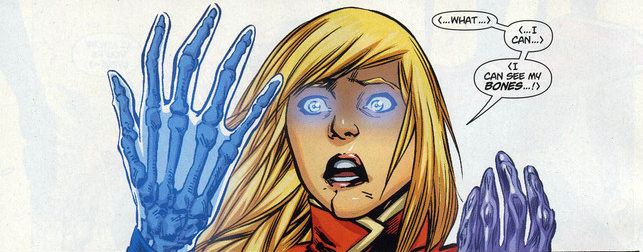 <...WHAT...>
<...I
CAN...>
<I
CAN SEE MY
BONES...!>